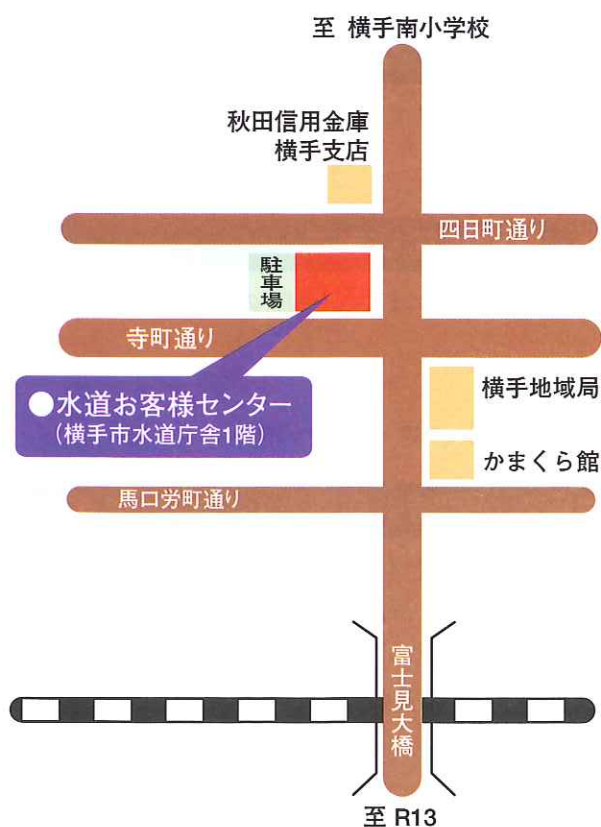 至 横手南小学校
秋田信用金庫
横手支店
四日町通り
駐車場
寺町通り
●水道お客様センター
(横手市水道庁舎1階)
横手地域局
かまくら館
馬口労町通り
富士見大橋
至 R13